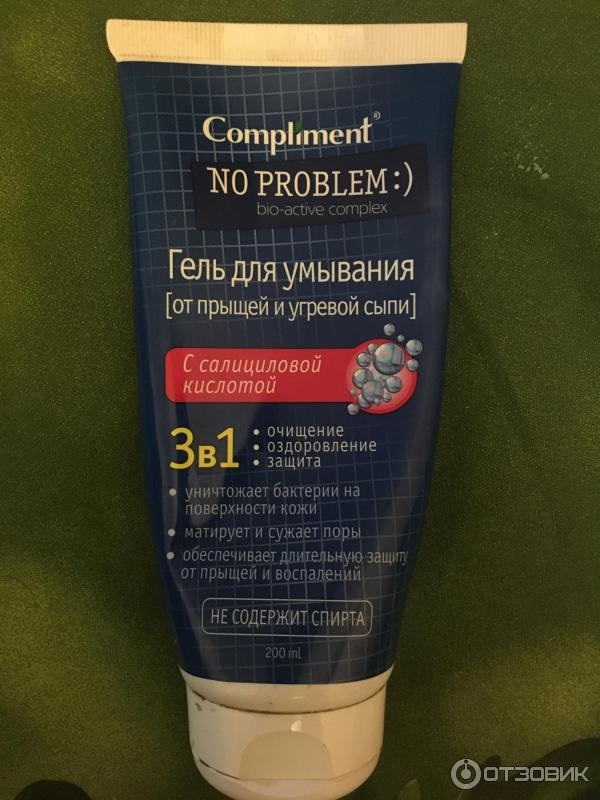 Compliment®
NO PROBLEM:)
bio-active complex
Гель для умывания
[от прыщей и угревой сыпи]
С салициловой
кислотой
3в1
• очищение
• оздоровление
• защита
• уничтожает бактерии на
поверхности кожи
• матирует и сужает поры
• обеспечивает длительную защиту
от прыщей и воспалений
НЕ СОДЕРЖИТ СПИРТА
200 ml
ОТЗОВИК